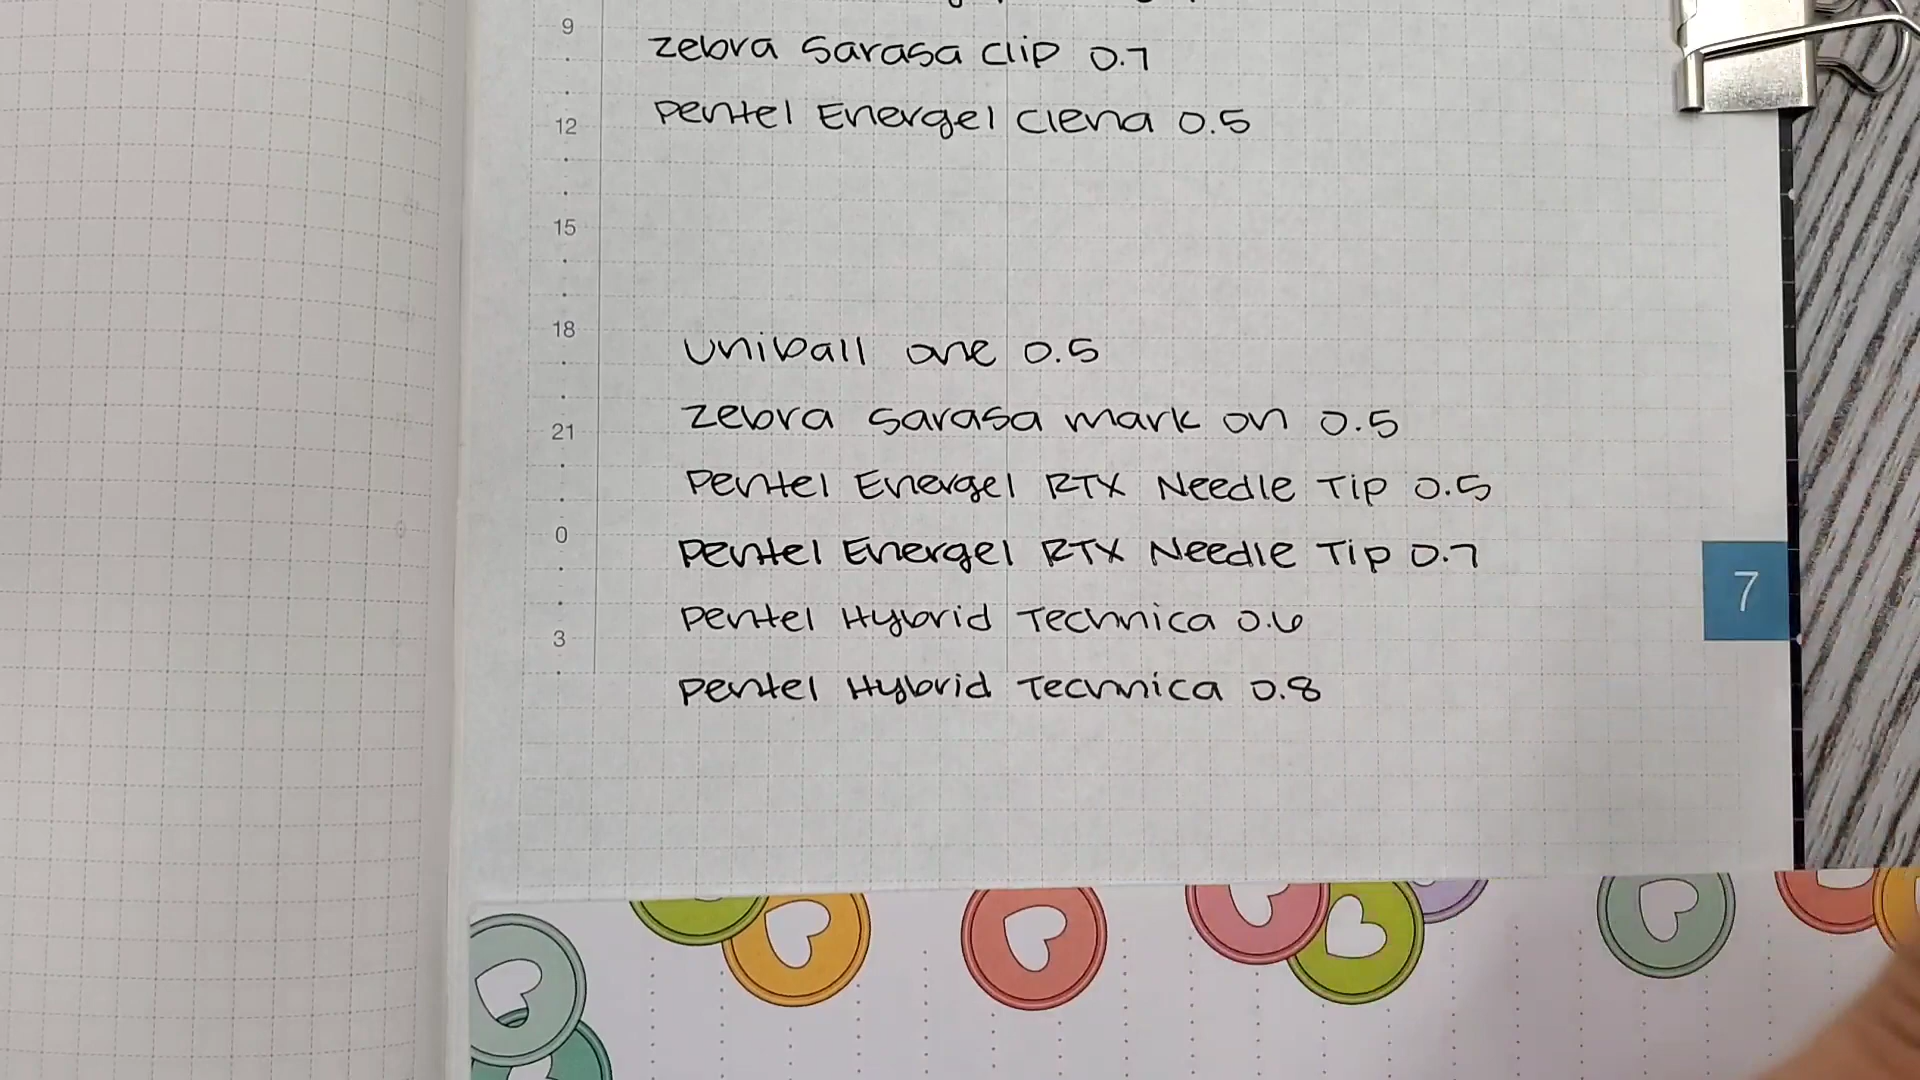 9
zebra Sarasa Clip 0.7
Pentel Energel Clena 0.5
12
15
18
Uniball one 0.5
zebra Sarasa mark on 0.5
21
Pentel Energel RTX Needle Tip 0.5
0
Pentel Energel RTX Needle Tip 0.7
7
Pentel Hybrid Technica 0.6
3
Pentel Hybrid Technica 0.8